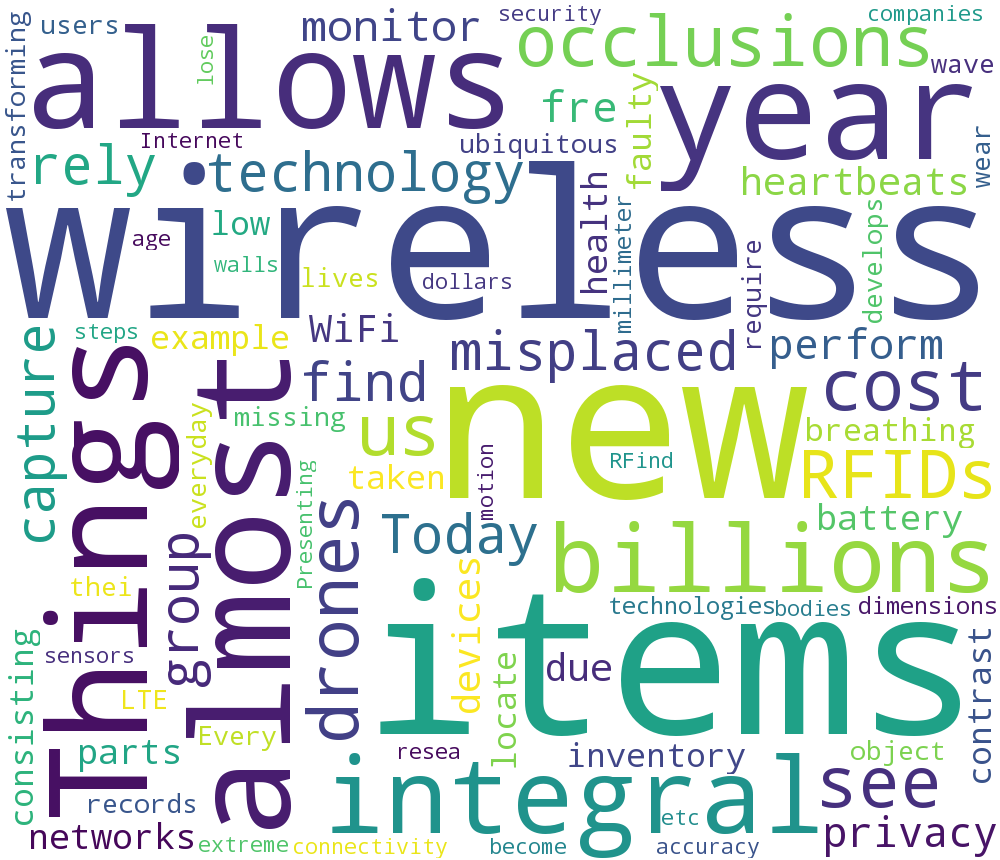 users
monitor
security
companies
transforming
allows
lose
occlusions
wave
year
Internet
fre
faulty
ubiquitous
wear
rely
technology
heartbeats
wireless
health
millimeter
require
develops
low
age
walls
lives
dollars
steps
example
WiFi
misplaced
perform
capture
Things
almost
find
new
cost
everyday
missing
us
breathing
taken
motion
RFind
RFIDs
Presenting
drones
Today
billions
battery
group
thei
items
devices
technologies
bodies
dimensions
consisting
sensors
due
locate
contrast
LTE
Every
parts
resea
inventory
object
integral
see
records
etc
networks
extreme
connectivity
become
accuracy
privacy